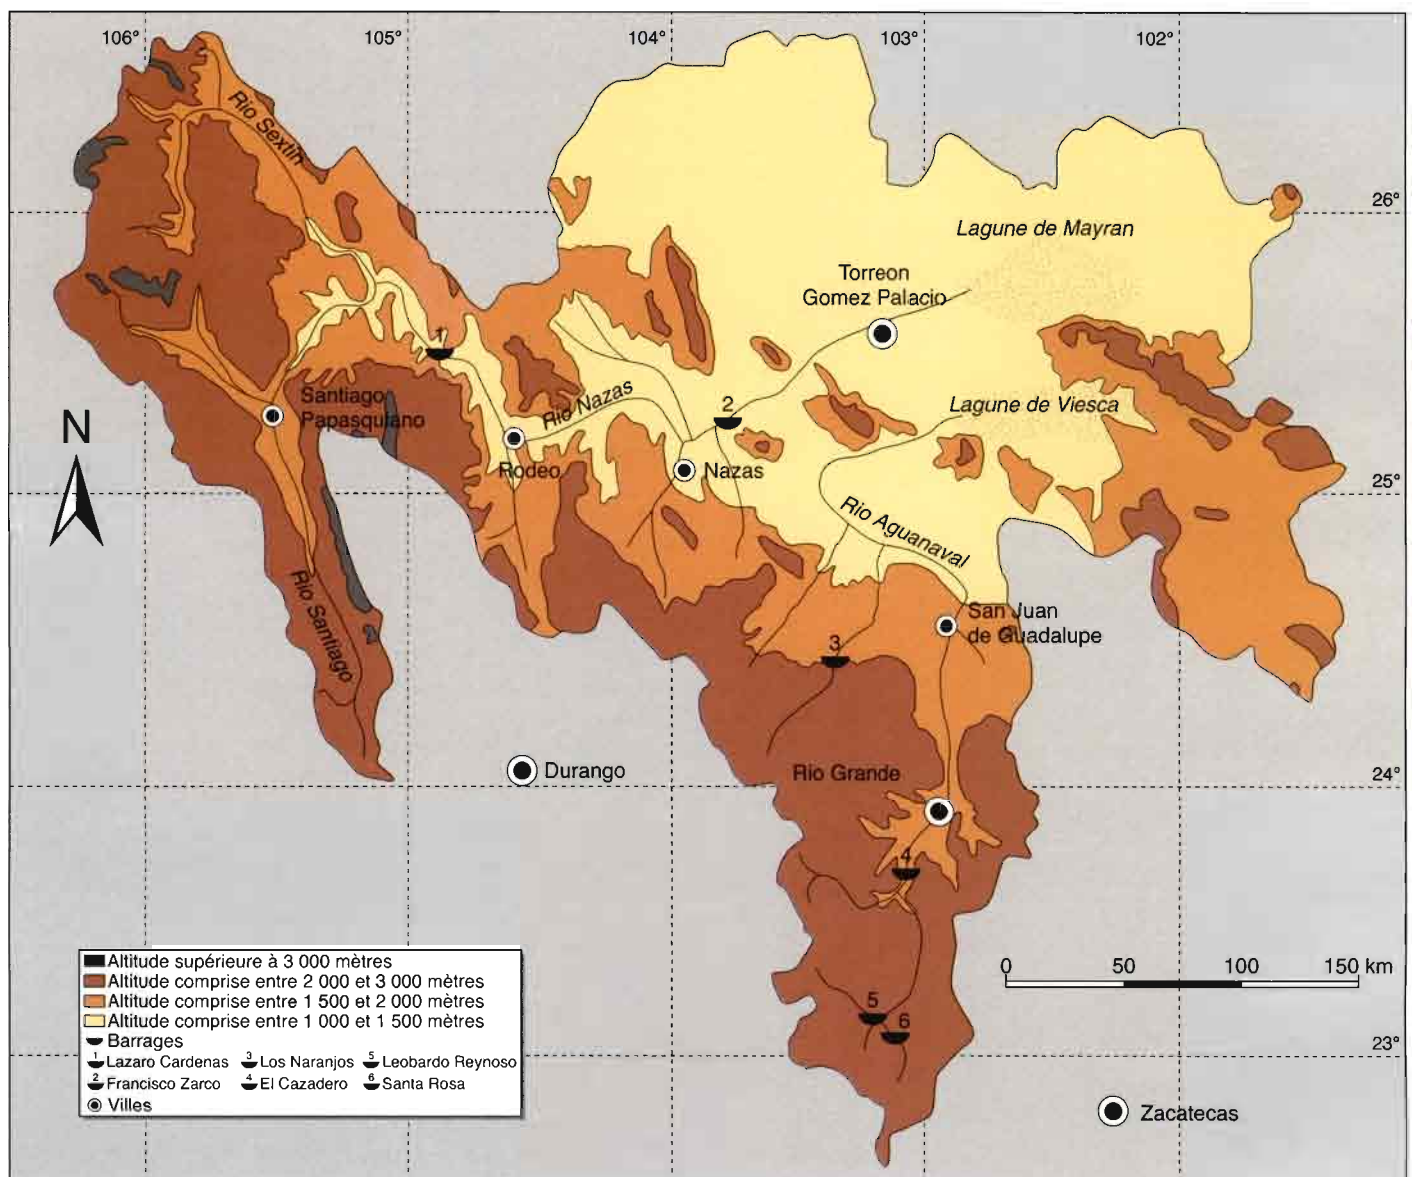 106°
105°
104°
103°
102°
Rio Sextin
26°
Lagune de Mayran
Torreon
Gomez Palacio
1
Santiago
Papasquiano
Rio Nazas
2
Lagune de Viesca
N
Rodeo
Nazas
25°
Rio Aguanaval
Rio Santiago
San Juan
de Guadalupe
3
Durango
Rio Grande
24°
4
0 50 100 150 km
5
6
23°
Zacatecas
Altitude supérieure à 3 000 mètres
Altitude comprise entre 2 000 et 3 000 mètres
Altitude comprise entre 1 500 et 2 000 mètres
Altitude comprise entre 1 000 et 1 500 mètres
Barrages
1 Lazaro Cardenas 3 Los Naranjos 5 Leobardo Reynoso
2 Francisco Zarco 4 El Cazadero 6 Santa Rosa
Villes